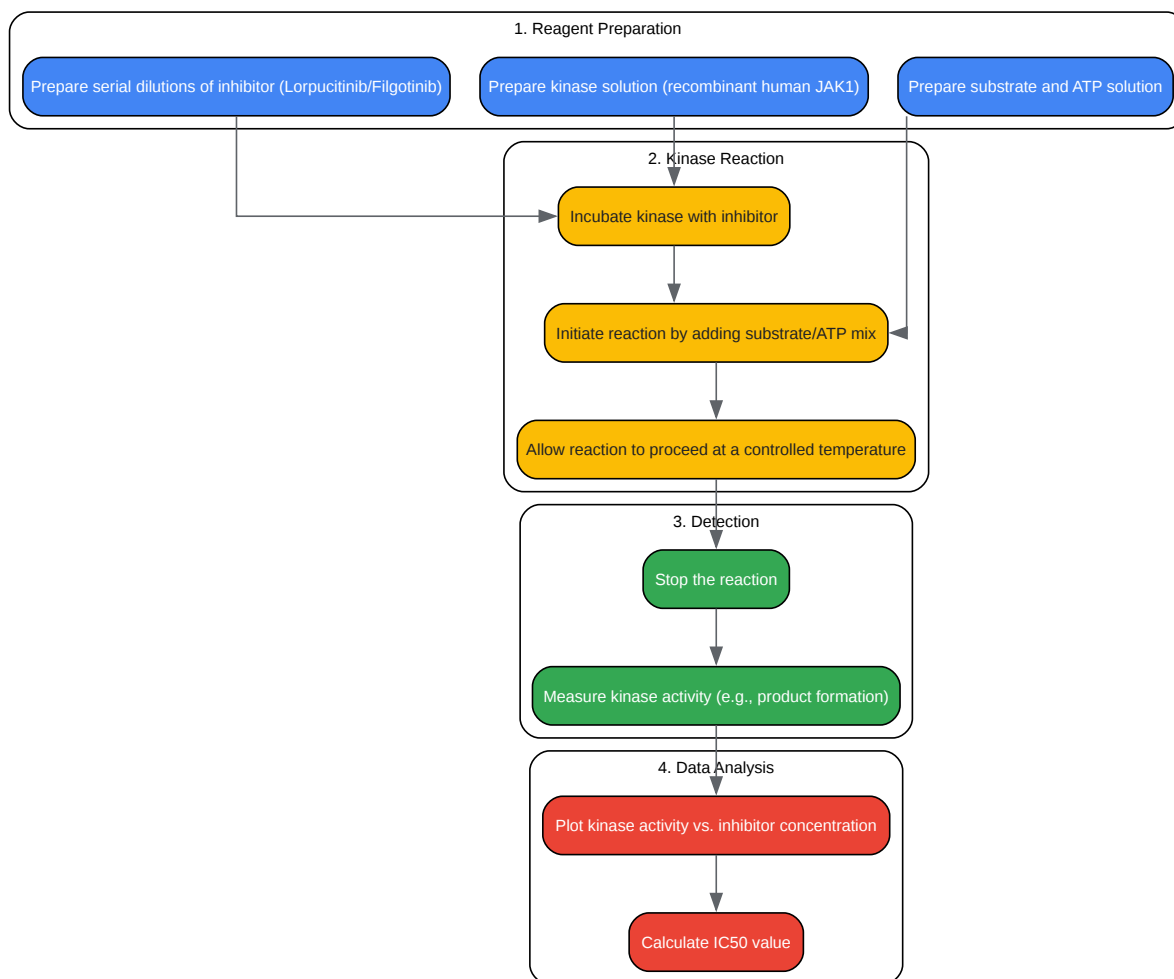 1. Reagent Preparation
Prepare serial dilutions of inhibitor (Lorpucitinib/Filgotinib)
Prepare kinase solution (recombinant human JAK1)
Prepare substrate and ATP solution
2. Kinase Reaction
Incubate kinase with inhibitor
Initiate reaction by adding substrate/ATP mix
Allow reaction to proceed at a controlled temperature
3. Detection
Stop the reaction
Measure kinase activity (e.g., product formation)
4. Data Analysis
Plot kinase activity vs. inhibitor concentration
Calculate IC50 value